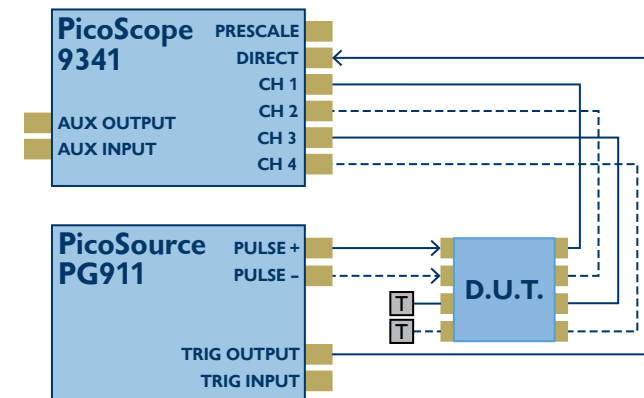 PicoScope
9341
PRESCALE
DIRECT
CH 1
CH 2
CH 3
CH 4
AUX OUTPUT
AUX INPUT
PicoSource
PG911
PULSE +
PULSE –
TRIG OUTPUT
TRIG INPUT
T
T
D.U.T.